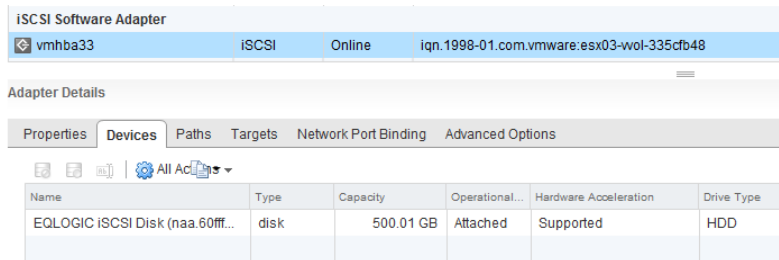 iSCSI Software Adapter
vmhba33 iSCSI Online iqn.1998-01.com.vmware:esx03-wol-335cfb48
Adapter Details
Properties Devices Paths Targets Network Port Binding Advanced Options
All
Name Type Capacity Operational... Hardware Acceleration Drive Type
EQLOGIC iSCSI Disk (naa.60fff... disk 500.01 GB Attached Supported HDD